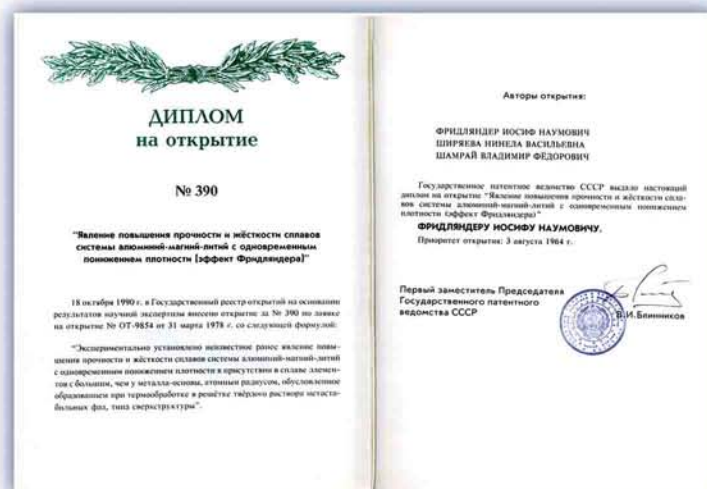 ДИПЛОМ
на открытие
№ 390
"Явление повышения прочности и жёсткости сплавов
системы алюминий-магний-литий с одновременным
понижением плотности (эффект Фридляндера)"
18 октября 1990 г. в Государственный реестр открытий на основании
результатов научной экспертизы внесено открытие за № 390 по заявке
на открытие № ОТ-9854 от 31 марта 1978 г. со следующей формулой:
"Экспериментально установлено неизвестное ранее явление повы-
шения прочности и жёсткости сплавов системы алюминий-магний-литий
с одновременным понижением плотности в присутствии в сплаве элемен-
тов с большим, чем у металла-основы, атомным радиусом, обусловленное
образованием при термообработке в решётке твёрдого раствора метаста-
бильных фаз, типа сверхструктуры".
Авторы открытия:
ФРИДЛЯНДЕР ИОСИФ НАУМОВИЧ
ШИРЯЕВА НИНЕЛА ВАСИЛЬЕВНА
ШАМРАЙ ВЛАДИМИР ФЁДОРОВИЧ
Государственное патентное ведомство СССР выдало настоящий
диплом на открытие "Явление повышения прочности и жёсткости спла-
вов системы алюминий-магний-литий с одновременным понижением
плотности (эффект Фридляндера)"
ФРИДЛЯНДЕРУ ИОСИФУ НАУМОВИЧУ.
Приоритет открытия: 3 августа 1964 г.
Первый заместитель Председателя
Государственного патентного
ведомства СССР
В.И.Блинников